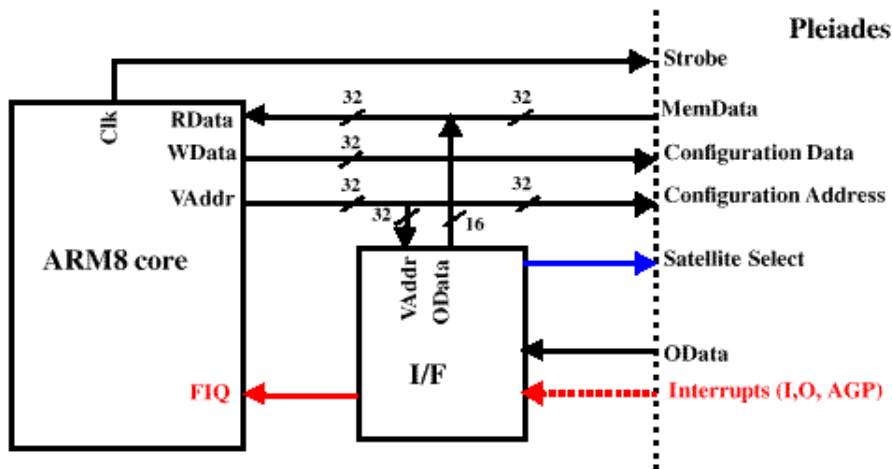 Pleiades
Strobe
Clk
RData
32
32
MemData
WData
32
Configuration Data
VAddr
32
32
Configuration Address
32
16
ARM8 core
VAddr
OData
Satellite Select
I/F
OData
FIQ
Interrupts (I,O, AGP)